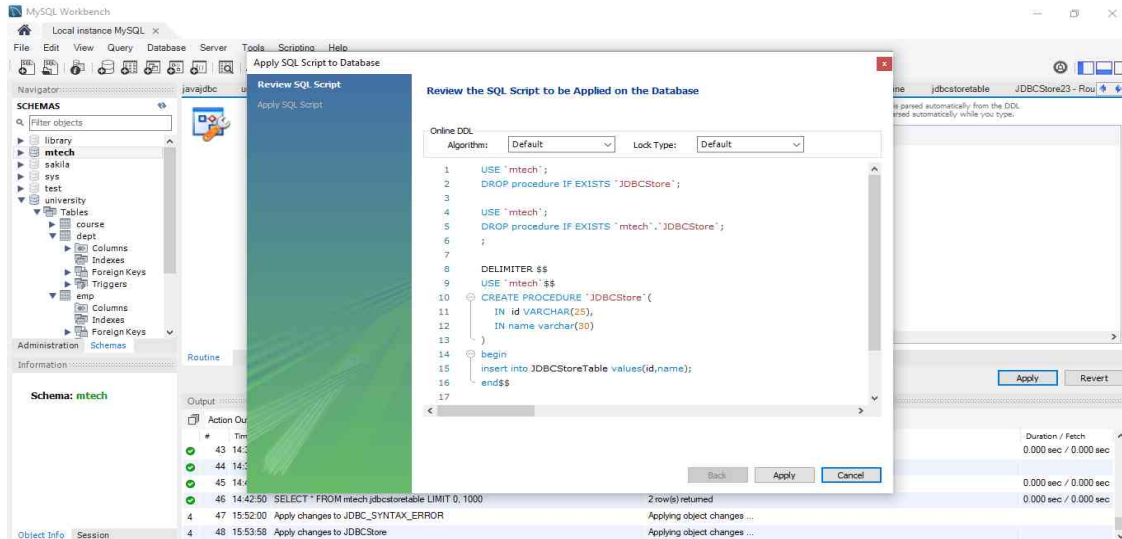 MySQL Workbench
Local instance MySQL ×
File Edit View Query Database Server Tools Scripting Help
Navigator
SCHEMAS
Filter objects
library
mtech
sakila
sys
test
university
Tables
course
dept
Columns
Indexes
Foreign Keys
Triggers
emp
Columns
Indexes
Foreign Keys
Administration Schemas
Information
Schema: mtech
Object Info Session
javajdbc
jdbcstoretable JDBCStore23 - Rou
parsed automatically from the DDL
automatically while you type.
Routine
Apply Revert
Apply SQL Script to Database
Review SQL Script
Apply SQL Script
Review the SQL Script to be Applied on the Database
Online DDL
Algorithm: Default Lock Type: Default
1 USE `mtech`;
2 DROP procedure IF EXISTS `JDBCStore`;
3
4 USE `mtech`;
5 DROP procedure IF EXISTS `mtech`.`JDBCStore`;
6 ;
7
8 DELIMITER $$
9 USE `mtech`$$
10 CREATE PROCEDURE `JDBCStore`(
11 IN id VARCHAR(25),
12 IN name varchar(30)
13 )
14 begin
15 insert into JDBCStoreTable values(id,name);
16 end$$
17
Back Apply Cancel
Output
Action Ou
# Tim Duration / Fetch
43 14:3 0.000 sec / 0.000 sec
44 14:3
45 14:4 0.000 sec / 0.000 sec
46 14:42:50 SELECT * FROM mtech.jdbcstoretable LIMIT 0, 1000 2 row(s) returned 0.000 sec / 0.000 sec
4 47 15:52:00 Apply changes to JDBC_SYNTAX_ERROR Applying object changes ...
4 48 15:53:58 Apply changes to JDBCStore Applying object changes ...